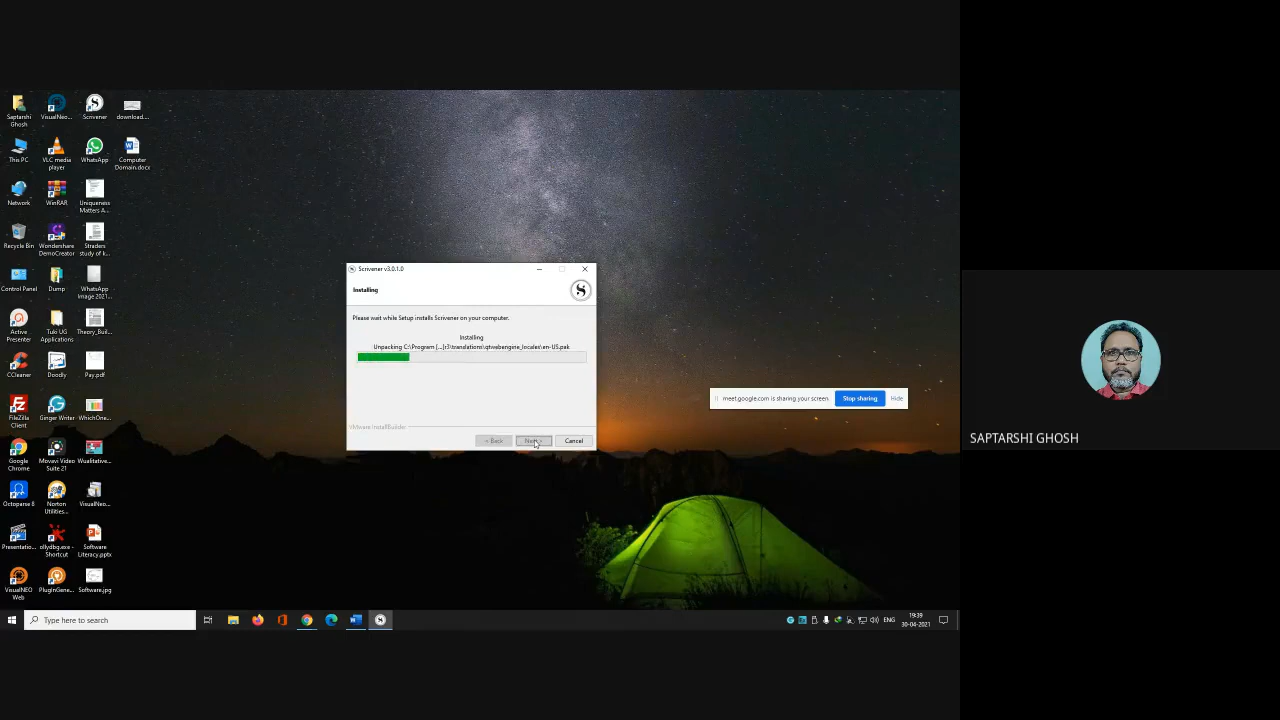 Saptarshi
Ghosh
VisualNeo...
Scrivener
download....
This PC
VLC media
player
WhatsApp
Computer
Domain.docx
Network
WinRAR
Uniqueness
Matters A...
Recycle Bin
Wondershare
DemoCreator
Straders
study of k...
Control Panel
Dump
WhatsApp
Image 2021...
Active
Presenter
Tuki UG
Applications
Theory_Buil...
CCleaner
Doodly
Pay.pdf
FileZilla
Client
Ginger Writer
WhichOne...
Google
Chrome
Movavi Video
Suite 21
Wualitative...
Octoparse 8
Norton
Utilities...
VisualNeo...
Presentatio...
ollydbg.exe -
Shortcut
Software
Literacy.pptx
VisualNEO
Web
PluginGene...
Software.jpg
Scrivener v3.0.1.0
Installing
Please wait while Setup installs Scrivener on your computer.
Installing
Unpacking C:\Program [...]r3\translations\qtwebengine_locales\en-US.pak
VMware InstallBuilder
< Back
Next >
Cancel
meet.google.com is sharing your screen.
Stop sharing
Hide
SAPTARSHI GHOSH
Type here to search
ENG
19:39
30-04-2021